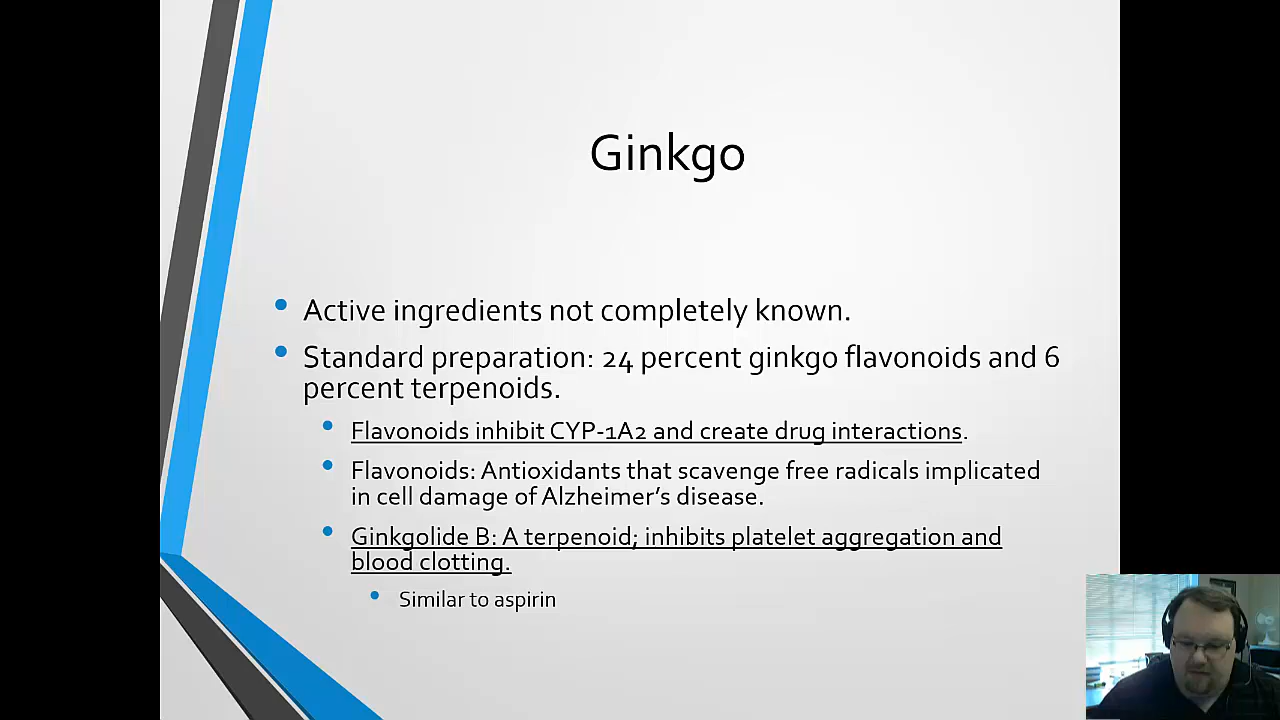 Ginkgo
Active ingredients not completely known.
Standard preparation: 24 percent ginkgo flavonoids and 6
percent terpenoids.
Flavonoids inhibit CYP-1A2 and create drug interactions.
Flavonoids: Antioxidants that scavenge free radicals implicated
in cell damage of Alzheimer's disease.
Ginkgolide B: A terpenoid; inhibits platelet aggregation and
blood clotting.
Similar to aspirin